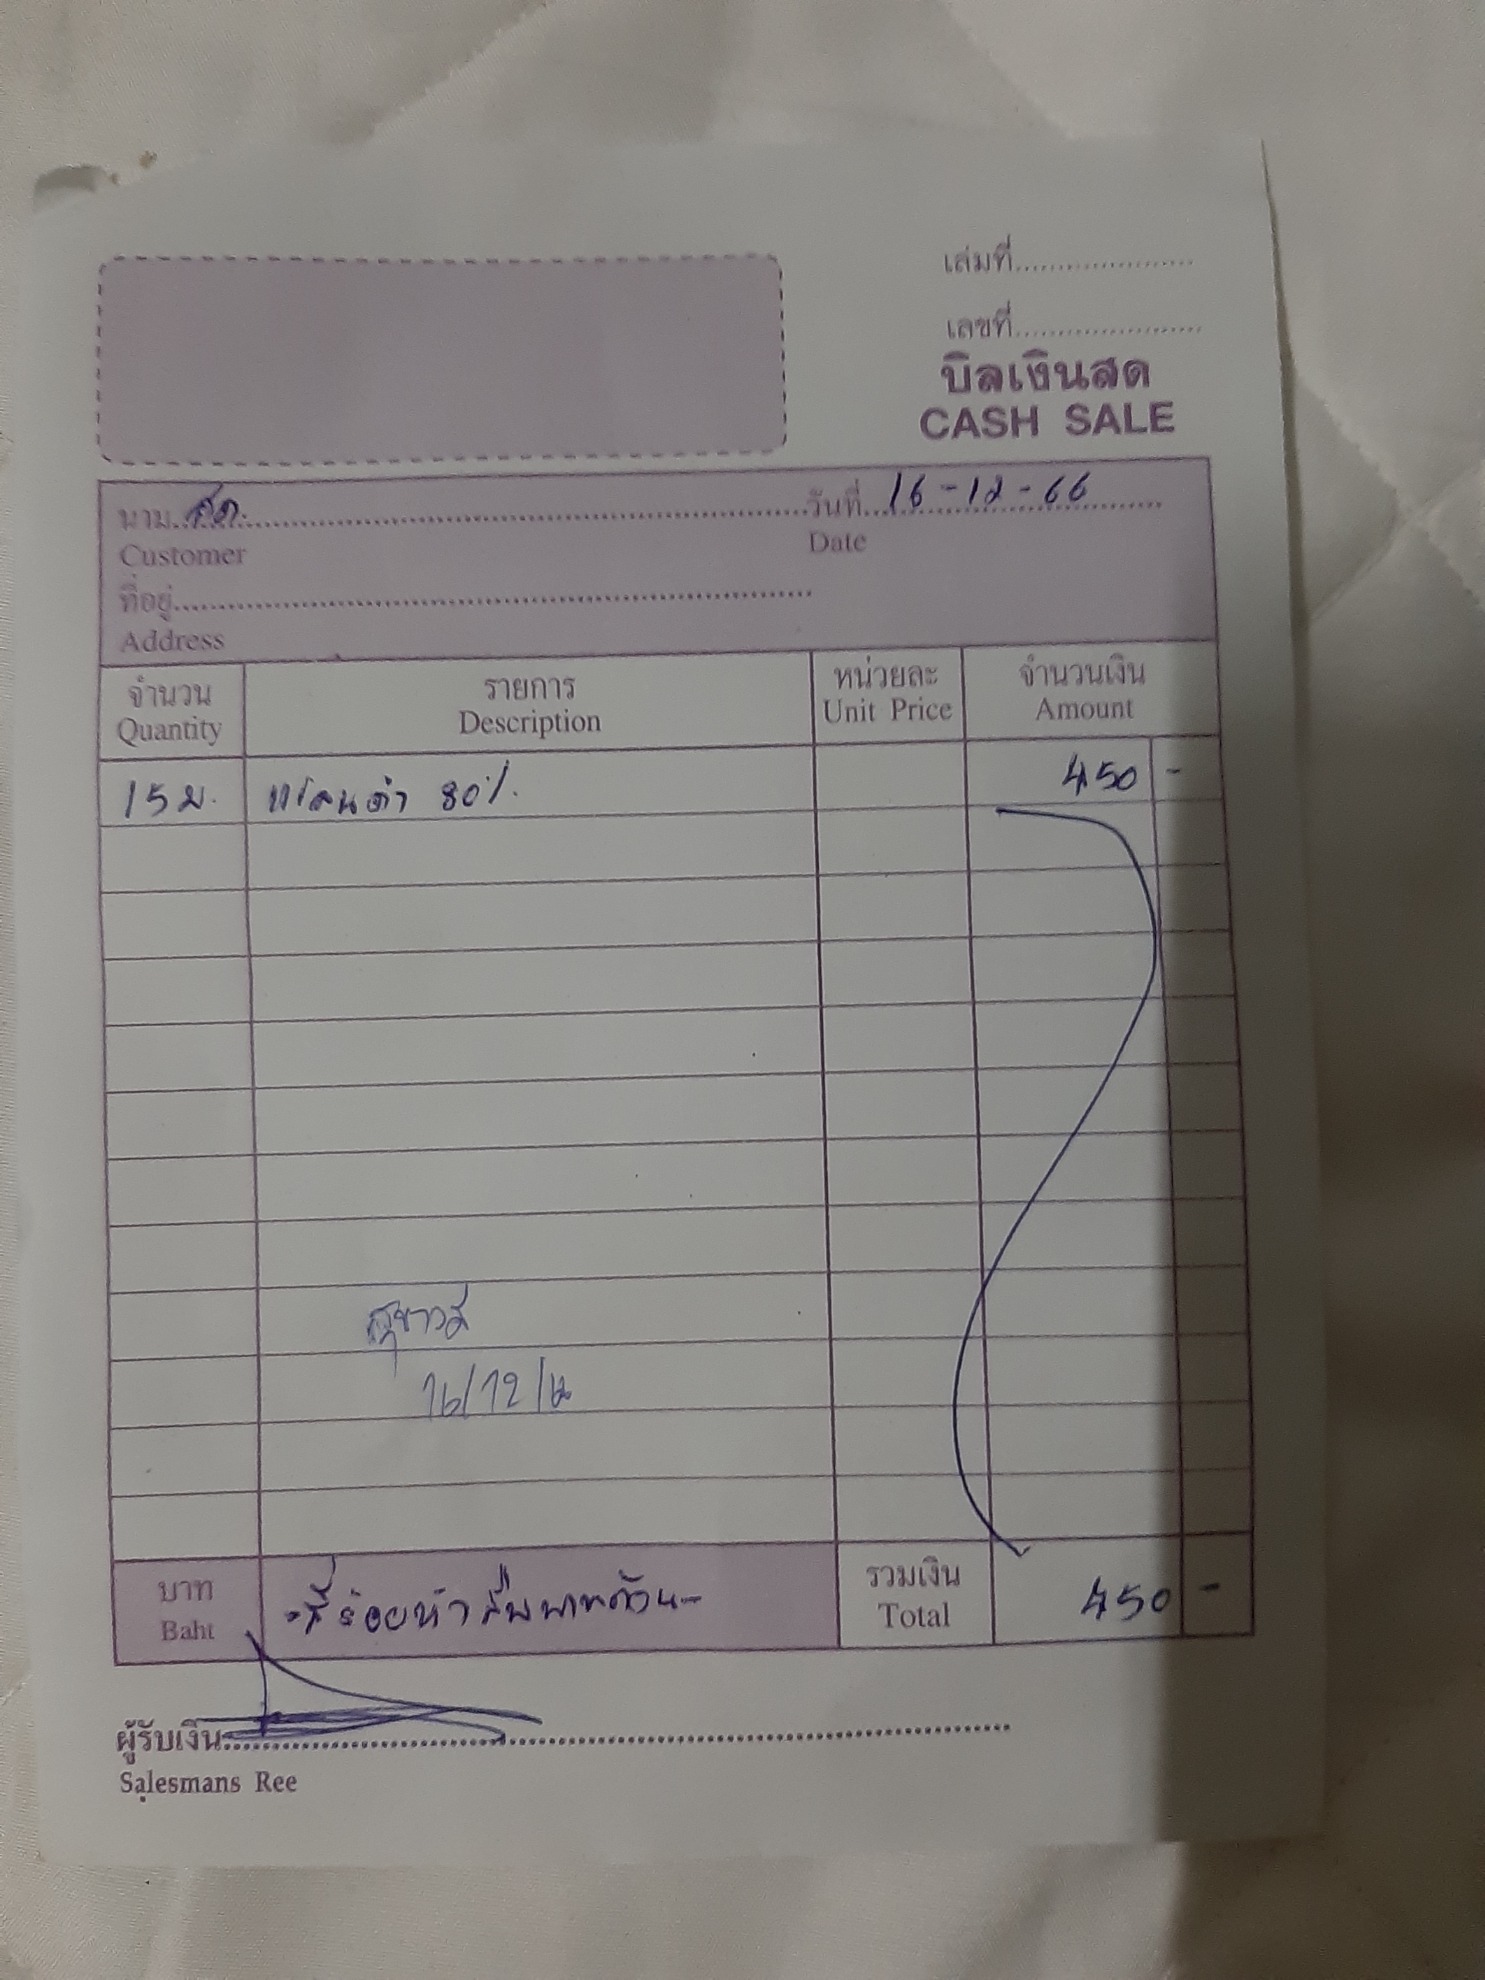 เล่มที่
เลขที่
บิลเงินสด
CASH SALE
นาม สด วันที่ 16-12-66
Customer Date
ที่อยู่
Address
จำนวน รายการ หน่วยละ จำนวนเงิน
Quantity Description Unit Price Amount
15 ม. แสลนดำ 80% 450 -
16/12/66
บาท -สี่ร้อยห้าสิบบาทถ้วน- รวมเงิน 450 -
Baht Total
ผู้รับเงิน
Salesmans Ree